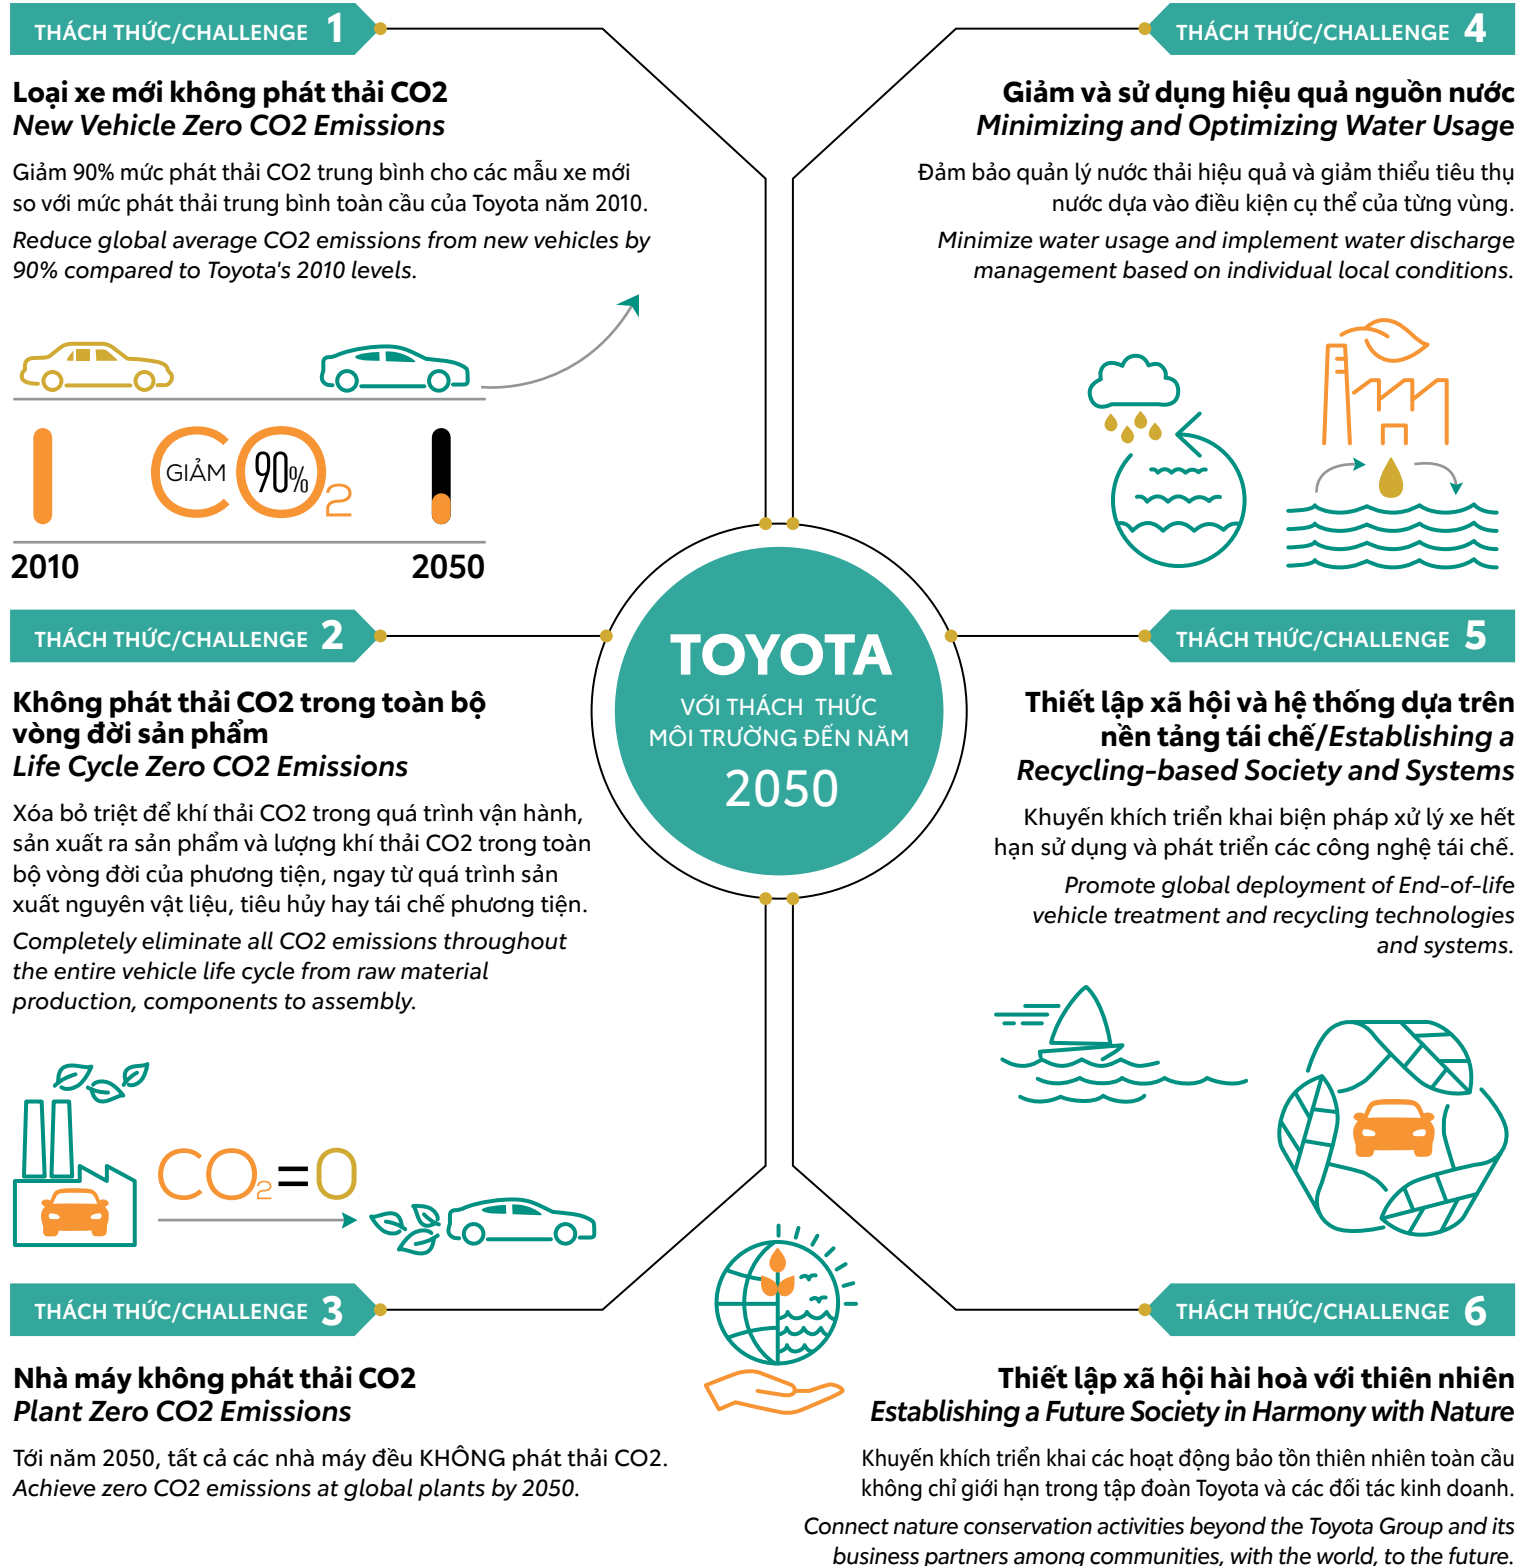 THÁCH THỨC/CHALLENGE 1
Loại xe mới không phát thải CO2
New Vehicle Zero CO2 Emissions
Giảm 90% mức phát thải CO2 trung bình cho các mẫu xe mới
so với mức phát thải trung bình toàn cầu của Toyota năm 2010.
Reduce global average CO2 emissions from new vehicles by
90% compared to Toyota's 2010 levels.
GIẢM 90%
CO2
2010
2050
THÁCH THỨC/CHALLENGE 2
Không phát thải CO2 trong toàn bộ
vòng đời sản phẩm
Life Cycle Zero CO2 Emissions
Xóa bỏ triệt để khí thải CO2 trong quá trình vận hành,
sản xuất ra sản phẩm và lượng khí thải CO2 trong toàn
bộ vòng đời của phương tiện, ngay từ quá trình sản
xuất nguyên vật liệu, tiêu hủy hay tái chế phương tiện.
Completely eliminate all CO2 emissions throughout
the entire vehicle life cycle from raw material
production, components to assembly.
CO2=0
THÁCH THỨC/CHALLENGE 3
Nhà máy không phát thải CO2
Plant Zero CO2 Emissions
Tới năm 2050, tất cả các nhà máy đều KHÔNG phát thải CO2.
Achieve zero CO2 emissions at global plants by 2050.
TOYOTA
VỚI THÁCH THỨC
MÔI TRƯỜNG ĐẾN NĂM
2050
THÁCH THỨC/CHALLENGE 4
Giảm và sử dụng hiệu quả nguồn nước
Minimizing and Optimizing Water Usage
Đảm bảo quản lý nước thải hiệu quả và giảm thiểu tiêu thụ
nước dựa vào điều kiện cụ thể của từng vùng.
Minimize water usage and implement water discharge
management based on individual local conditions.
THÁCH THỨC/CHALLENGE 5
Thiết lập xã hội và hệ thống dựa trên
nền tảng tái chế/Establishing a
Recycling-based Society and Systems
Khuyến khích triển khai biện pháp xử lý xe hết
hạn sử dụng và phát triển các công nghệ tái chế.
Promote global deployment of End-of-life
vehicle treatment and recycling technologies
and systems.
THÁCH THỨC/CHALLENGE 6
Thiết lập xã hội hài hoà với thiên nhiên
Establishing a Future Society in Harmony with Nature
Khuyến khích triển khai các hoạt động bảo tồn thiên nhiên toàn cầu
không chỉ giới hạn trong tập đoàn Toyota và các đối tác kinh doanh.
Connect nature conservation activities beyond the Toyota Group and its
business partners among communities, with the world, to the future.